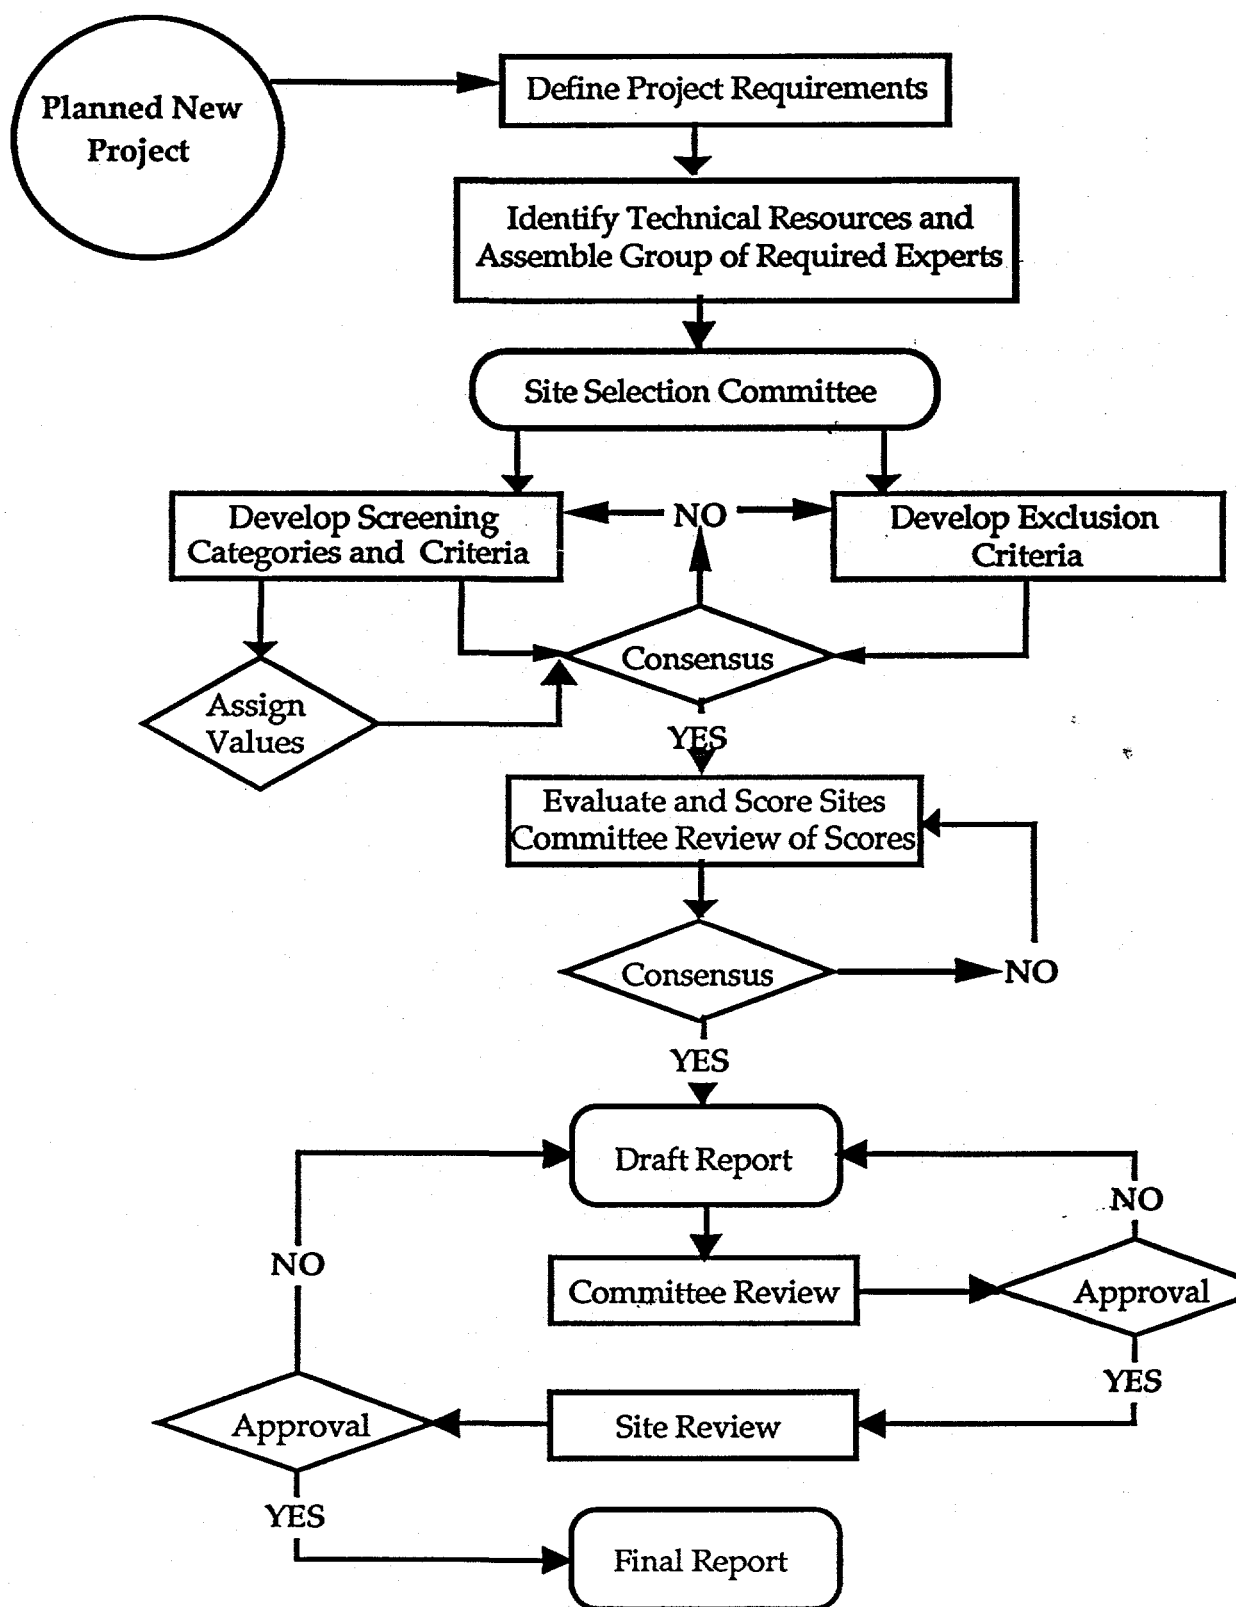 Planned New
Project
Define Project Requirements
Identify Technical Resources and
Assemble Group of Required Experts
Site Selection Committee
Develop Screening
Categories and Criteria
NO
Develop Exclusion
Criteria
Consensus
Assign
Values
YES
Evaluate and Score Sites
Committee Review of Scores
Consensus
NO
YES
Draft Report
NO
NO
Committee Review
Approval
YES
Site Review
Approval
YES
Final Report